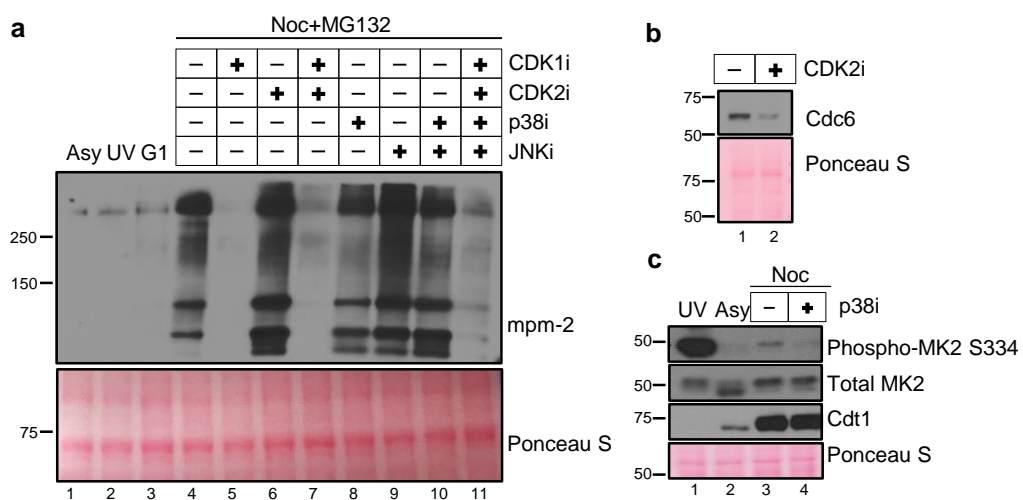 a
Noc+MG132
− + − + − − − + CDK1i
− − + + − − − + CDK2i
− − − − + − + + p38i
Asy UV G1 − − − − − + + + JNKi
250
150
mpm-2
75
Ponceau S
1 2 3 4 5 6 7 8 9 10 11
b
− + CDK2i
75
Cdc6
50
Ponceau S
75
50
1 2
c
Noc
UV Asy − + p38i
50 Phospho-MK2 S334
50 Total MK2
75 Cdt1
Ponceau S
50
1 2 3 4